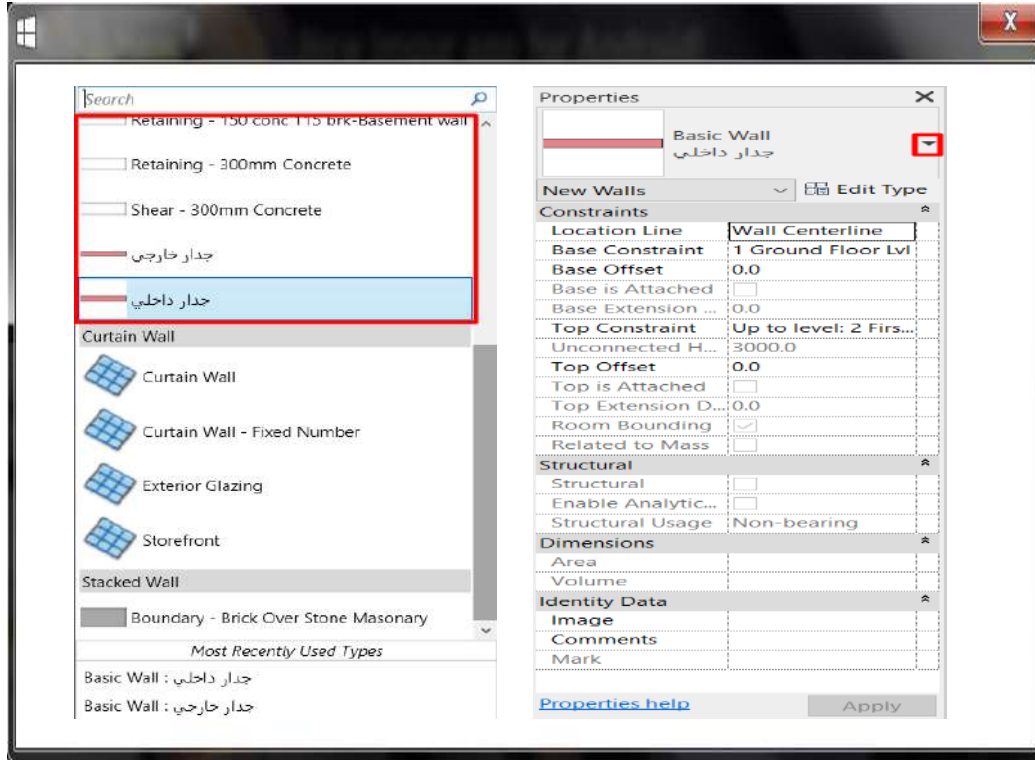 Search
Retaining - 150 conc 115 brk-Basement wall
Retaining - 300mm Concrete
Shear - 300mm Concrete
جدار خارجي
جدار داخلي
Curtain Wall
Curtain Wall
Curtain Wall - Fixed Number
Exterior Glazing
Storefront
Stacked Wall
Boundary - Brick Over Stone Masonary
Most Recently Used Types
Basic Wall : جدار داخلي
Basic Wall : جدار خارجي
Properties
Basic Wall
جدار داخلي
New Walls
Edit Type
Constraints
Location Line Wall Centerline
Base Constraint 1 Ground Floor Lvl
Base Offset 0.0
Base is Attached
Base Extension ... 0.0
Top Constraint Up to level: 2 Firs...
Unconnected H... 3000.0
Top Offset 0.0
Top is Attached
Top Extension D... 0.0
Room Bounding
Related to Mass
Structural
Structural
Enable Analytic...
Structural Usage Non-bearing
Dimensions
Area
Volume
Identity Data
Image
Comments
Mark
Properties help
Apply